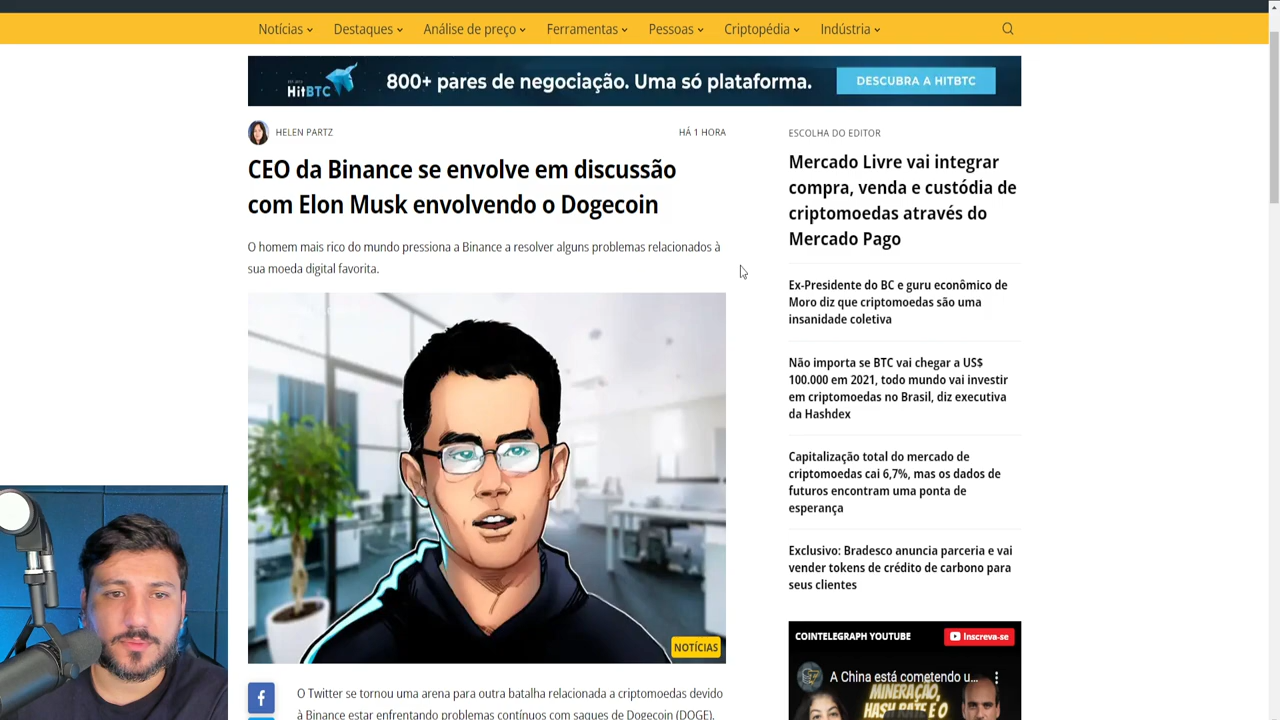 Notícias
Destaques
Análise de preço
Ferramentas
Pessoas
Criptopédia
Indústria
HitBTC
800+ pares de negociação. Uma só plataforma.
DESCUBRA A HITBTC
HELEN PARTZ
HÁ 1 HORA
CEO da Binance se envolve em discussão
com Elon Musk envolvendo o Dogecoin
O homem mais rico do mundo pressiona a Binance a resolver alguns problemas relacionados à
sua moeda digital favorita.
NOTÍCIAS
O Twitter se tornou uma arena para outra batalha relacionada a criptomoedas devido
à Binance estar enfrentando problemas contínuos com saques de Dogecoin (DOGE).
ESCOLHA DO EDITOR
Mercado Livre vai integrar
compra, venda e custódia de
criptomoedas através do
Mercado Pago
Ex-Presidente do BC e guru econômico de
Moro diz que criptomoedas são uma
insanidade coletiva
Não importa se BTC vai chegar a US$
100.000 em 2021, todo mundo vai investir
em criptomoedas no Brasil, diz executiva
da Hashdex
Capitalização total do mercado de
criptomoedas cai 6,7%, mas os dados de
futuros encontram uma ponta de
esperança
Exclusivo: Bradesco anuncia parceria e vai
vender tokens de crédito de carbono para
seus clientes
COINTELEGRAPH YOUTUBE
Inscreva-se
A China está cometendo u...
MINERAÇÃO,
HASH RATE E O